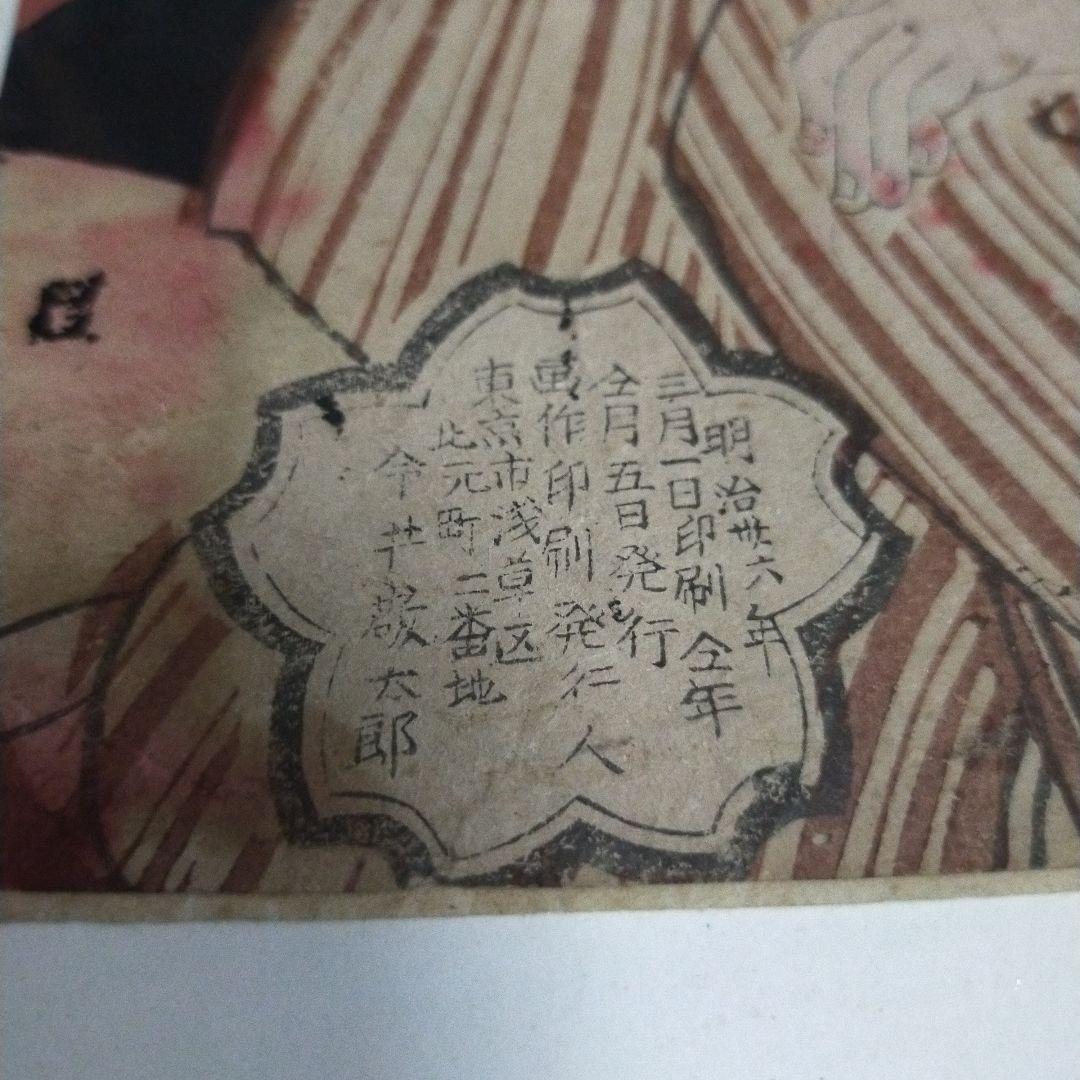 明治丗六年
三月一日印刷 仝年
仝月五日発行
画作印刷発行人
東京市浅草区
北元町二番地
今井敬太郎